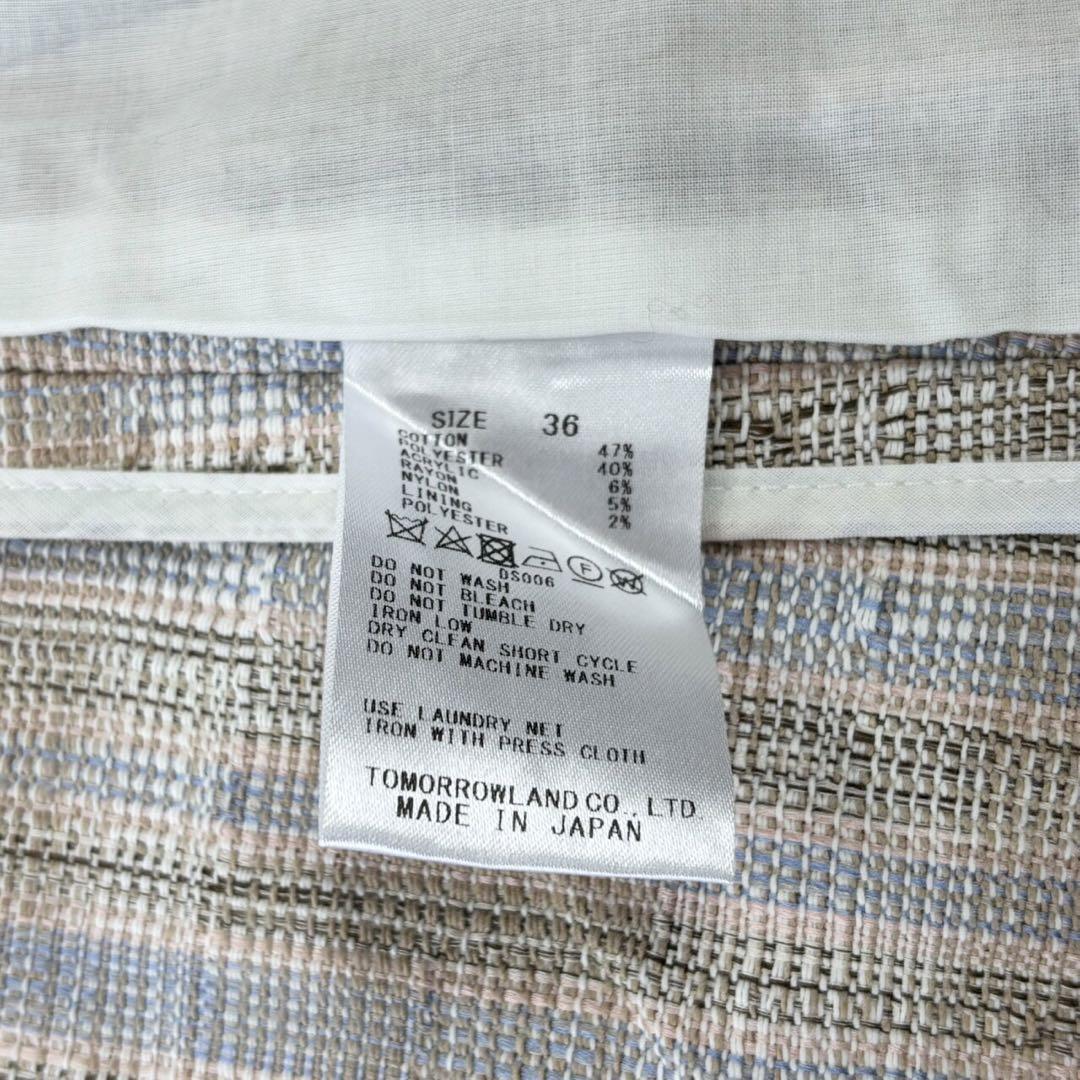 SIZE 36
COTTON 47%
POLYESTER 40%
ACRYLIC 6%
RAYON 5%
NYLON 2%
LINING
POLYESTER
F W
DS006
DO NOT WASH
DO NOT BLEACH
DO NOT TUMBLE DRY
IRON LOW
DRY CLEAN SHORT CYCLE
DO NOT MACHINE WASH
USE LAUNDRY NET
IRON WITH PRESS CLOTH
TOMORROWLAND CO., LTD.
MADE IN JAPAN